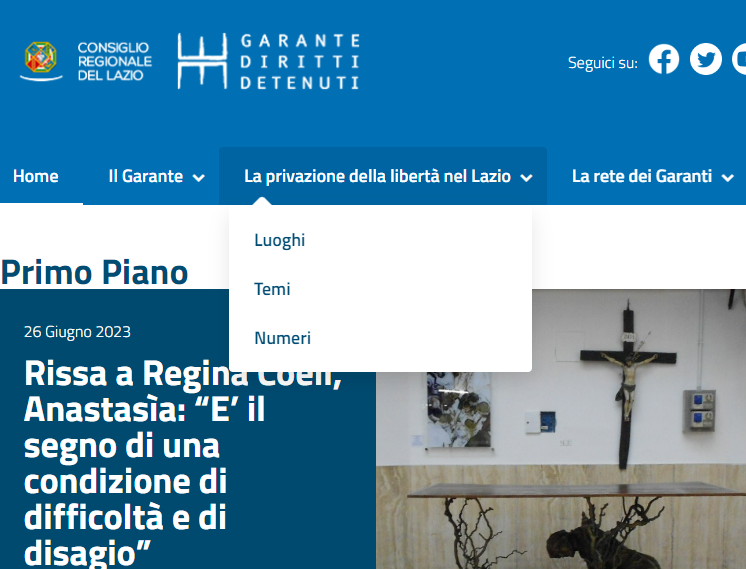 CONSIGLIO
REGIONALE
DEL LAZIO
GARANTE
DIRITTI
DETENUTI
Seguici su:
Home
Il Garante
La privazione della libertà nel Lazio
La rete dei Garanti
Luoghi
Temi
Numeri
Primo Piano
26 Giugno 2023
Rissa a Regina Coeli,
Anastasìa: “E’ il
segno di una
condizione di
difficoltà e di
disagio”